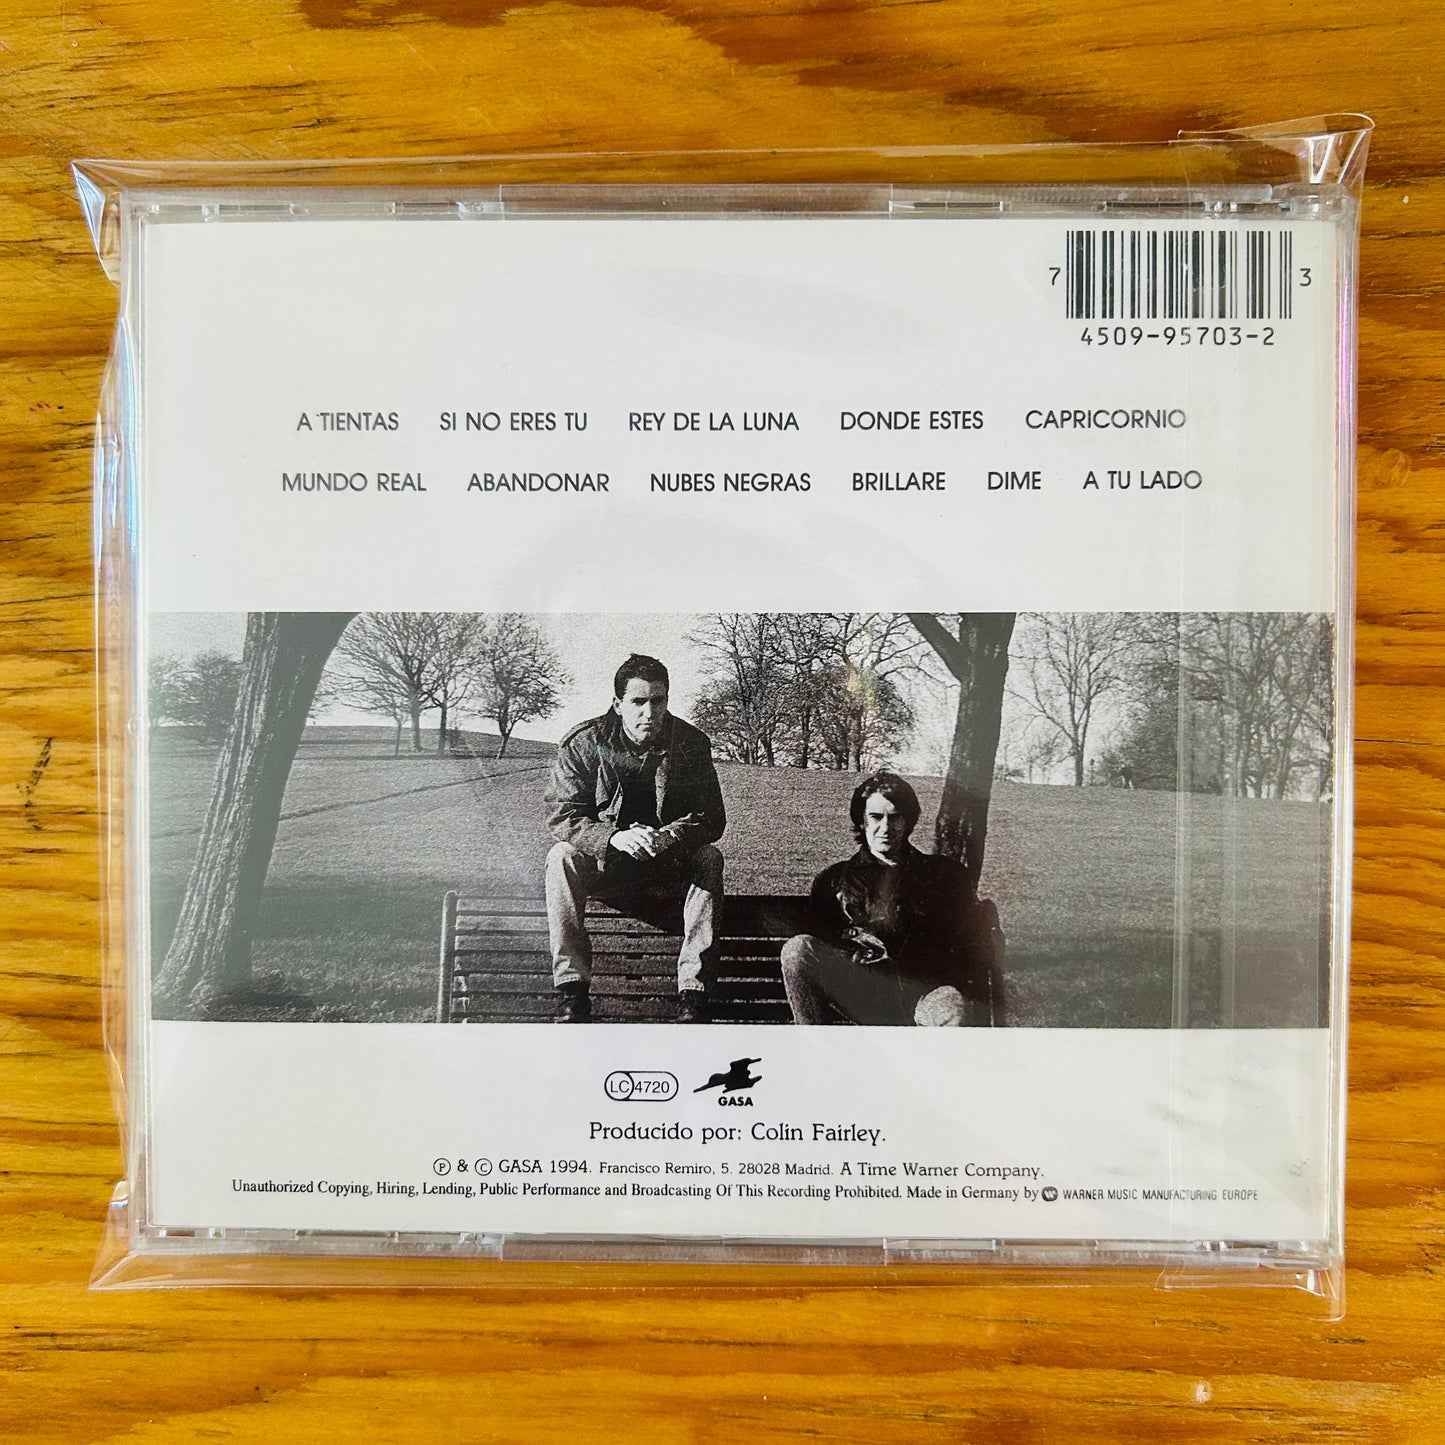 7 3
4509-95703-2
A TIENTAS SI NO ERES TU REY DE LA LUNA DONDE ESTES CAPRICORNIO
MUNDO REAL ABANDONAR NUBES NEGRAS BRILLARE DIME A TU LADO
LC 4720
GASA
Producido por: Colin Fairley.
Ⓟ & © GASA 1994. Francisco Remiro, 5. 28028 Madrid. A Time Warner Company.
Unauthorized Copying, Hiring, Lending, Public Performance and Broadcasting Of This Recording Prohibited. Made in Germany by WARNER MUSIC MANUFACTURING EUROPE